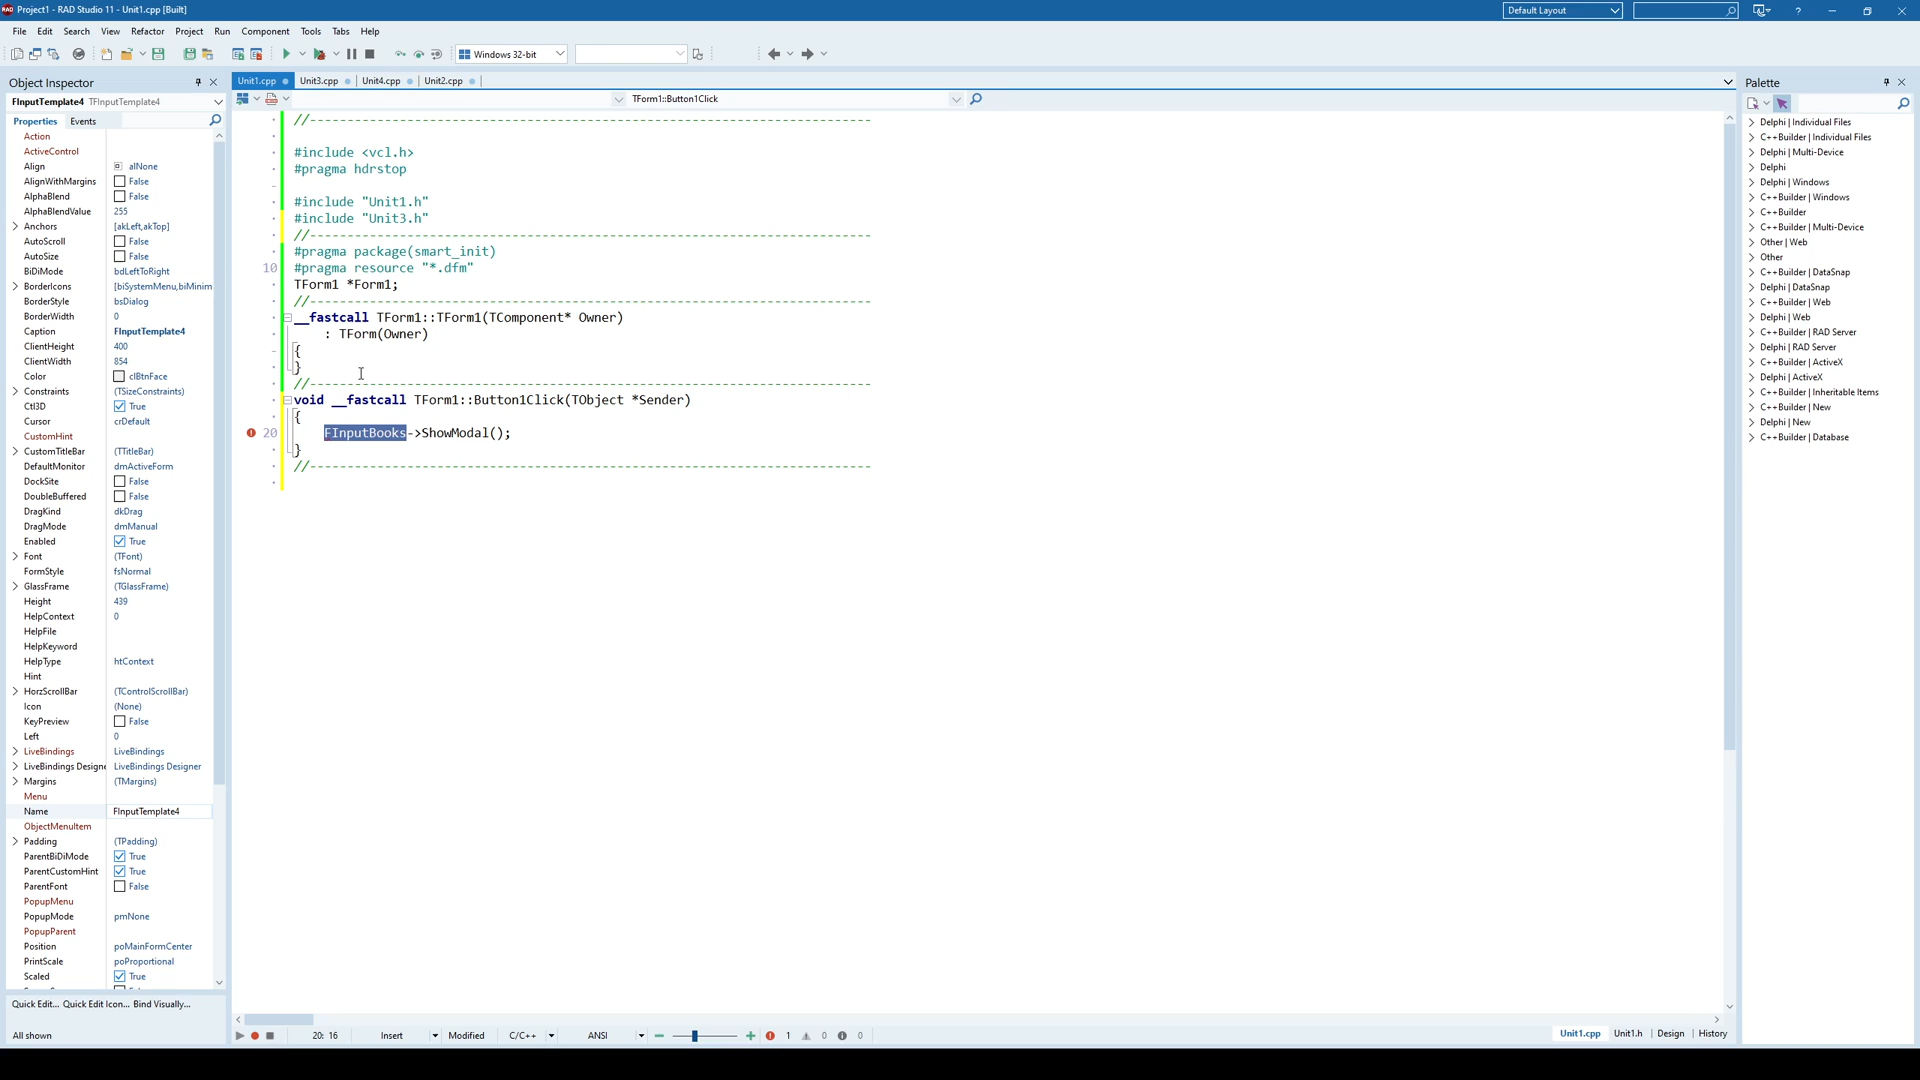 Project1 - RAD Studio 11 - Unit1.cpp [Built]
Default Layout
File Edit Search View Refactor Project Run Component Tools Tabs Help
Windows 32-bit
Object Inspector
FInputTemplate4 TFInputTemplate4
Properties Events
Action
ActiveControl
Align alNone
AlignWithMargins False
AlphaBlend False
AlphaBlendValue 255
Anchors [akLeft,akTop]
AutoScroll False
AutoSize False
BiDiMode bdLeftToRight
BorderIcons [biSystemMenu,biMinim
BorderStyle bsDialog
BorderWidth 0
Caption FInputTemplate4
ClientHeight 400
ClientWidth 854
Color clBtnFace
Constraints (TSizeConstraints)
Ctl3D True
Cursor crDefault
CustomHint
CustomTitleBar (TTitleBar)
DefaultMonitor dmActiveForm
DockSite False
DoubleBuffered False
DragKind dkDrag
DragMode dmManual
Enabled True
Font (TFont)
FormStyle fsNormal
GlassFrame (TGlassFrame)
Height 439
HelpContext 0
HelpFile
HelpKeyword
HelpType htContext
Hint
HorzScrollBar (TControlScrollBar)
Icon (None)
KeyPreview False
Left 0
LiveBindings LiveBindings
LiveBindings Designe LiveBindings Designer
Margins (TMargins)
Menu
Name FInputTemplate4
ObjectMenuItem
Padding (TPadding)
ParentBiDiMode True
ParentCustomHint True
ParentFont False
PopupMenu
PopupMode pmNone
PopupParent
Position poMainFormCenter
PrintScale poProportional
Scaled True
Quick Edit... Quick Edit Icon... Bind Visually...
All shown
Unit1.cpp Unit3.cpp Unit4.cpp Unit2.cpp
TForm1::Button1Click
//---------------------------------------------------------------------------
#include <vcl.h>
#pragma hdrstop
#include "Unit1.h"
#include "Unit3.h"
//---------------------------------------------------------------------------
#pragma package(smart_init)
10 #pragma resource "*.dfm"
TForm1 *Form1;
//---------------------------------------------------------------------------
__fastcall TForm1::TForm1(TComponent* Owner)
: TForm(Owner)
{
}
//---------------------------------------------------------------------------
void __fastcall TForm1::Button1Click(TObject *Sender)
{
20 FInputBooks->ShowModal();
}
//---------------------------------------------------------------------------
20: 16 Insert Modified C/C++ ANSI 1 0 0
Unit1.cpp Unit1.h Design History
Palette
Delphi | Individual Files
C++Builder | Individual Files
Delphi | Multi-Device
Delphi
Delphi | Windows
C++Builder | Windows
C++Builder
C++Builder | Multi-Device
Other | Web
Other
C++Builder | DataSnap
Delphi | DataSnap
C++Builder | Web
Delphi | Web
C++Builder | RAD Server
Delphi | RAD Server
C++Builder | ActiveX
Delphi | ActiveX
C++Builder | Inheritable Items
C++Builder | New
Delphi | New
C++Builder | Database